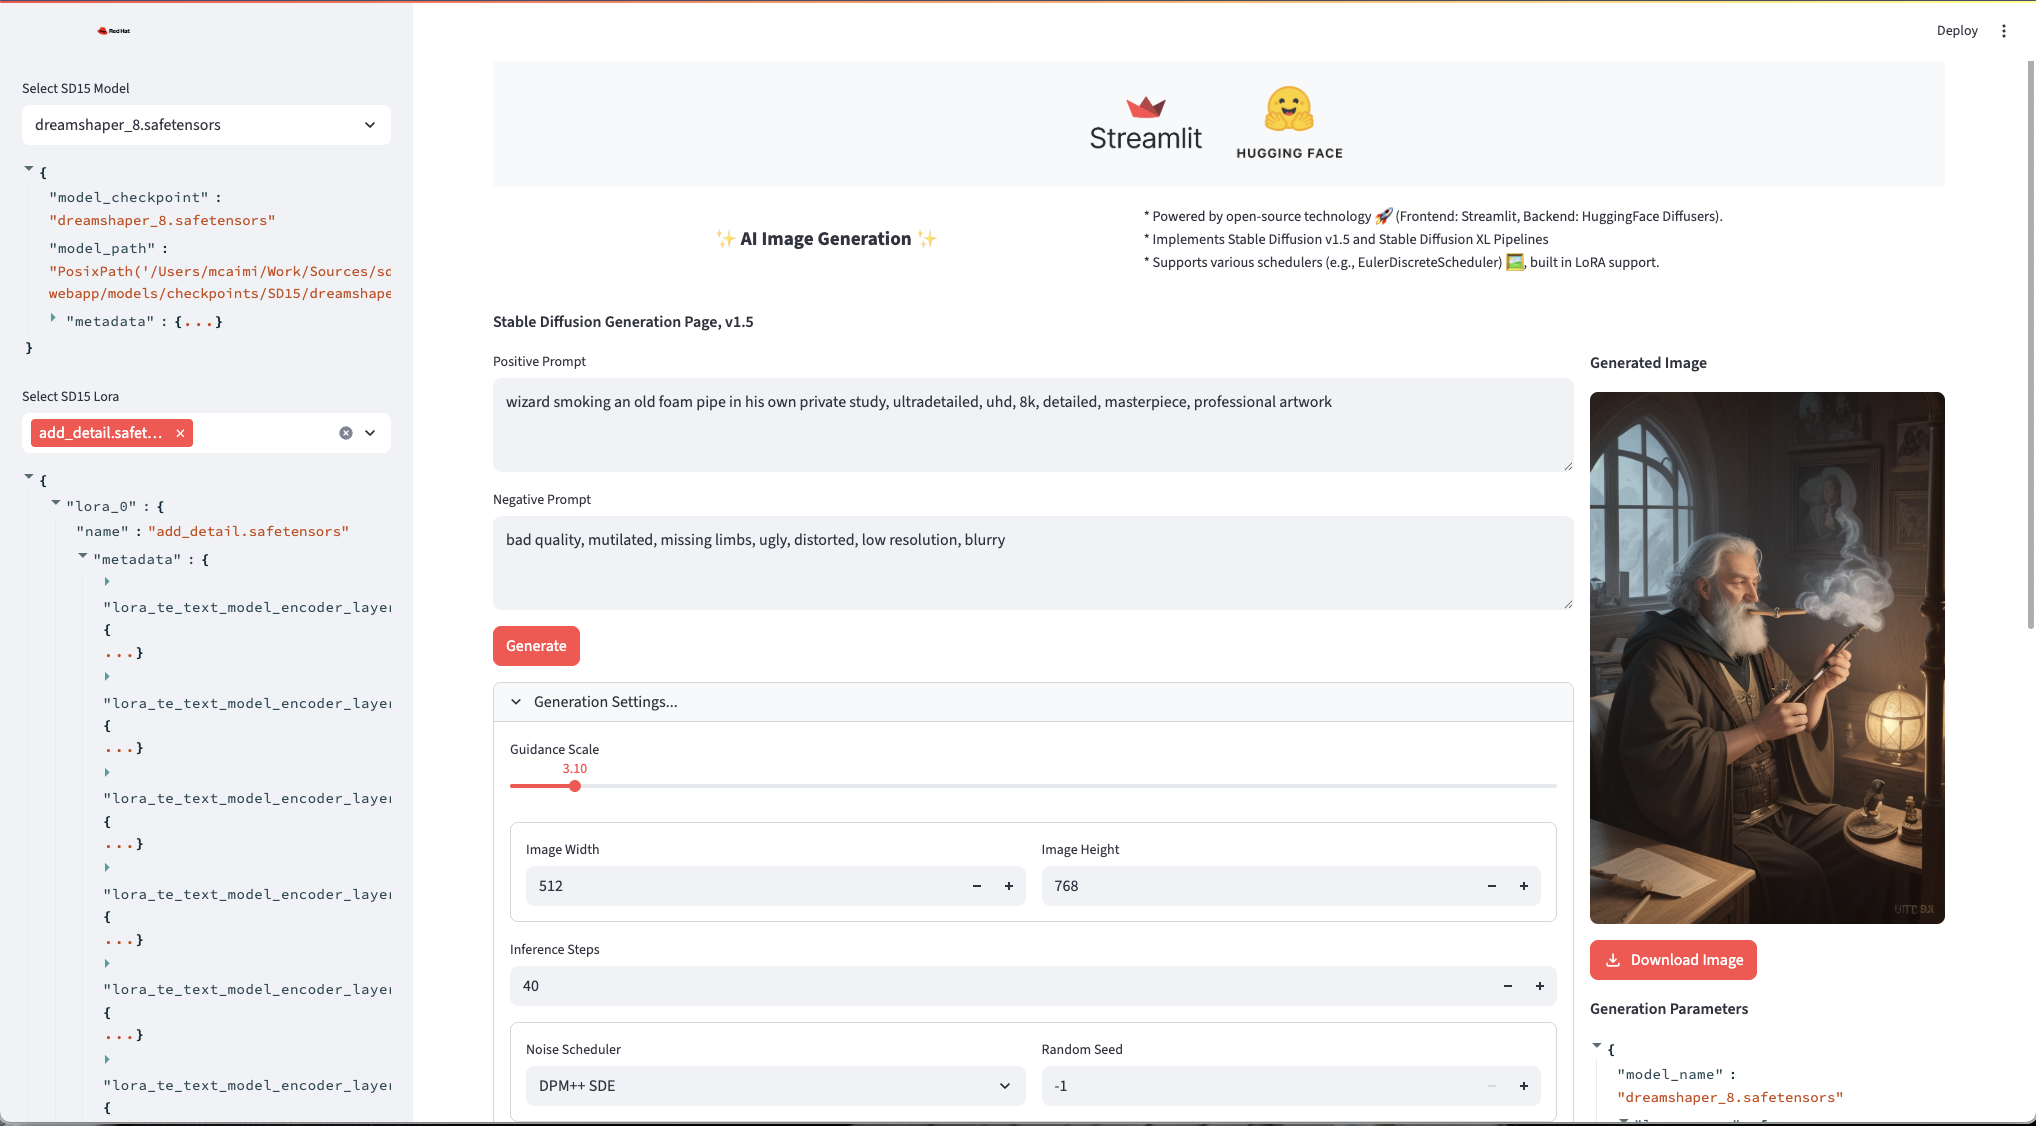 Red Hat
Select SD15 Model
dreamshaper_8.safetensors
{
"model_checkpoint" :
"dreamshaper_8.safetensors"
"model_path" :
"PosixPath('/Users/mcaimi/Work/Sources/sd
webapp/models/checkpoints/SD15/dreamshape
"metadata" : {...}
}
Select SD15 Lora
add_detail.safet...
{
"lora_0" : {
"name" : "add_detail.safetensors"
"metadata" : {
"lora_te_text_model_encoder_layer
{
...}
"lora_te_text_model_encoder_layer
{
...}
"lora_te_text_model_encoder_layer
{
...}
"lora_te_text_model_encoder_layer
{
...}
"lora_te_text_model_encoder_layer
{
...}
"lora_te_text_model_encoder_layer
{
Deploy
Streamlit
HUGGING FACE
✨ AI Image Generation ✨
* Powered by open-source technology 🚀 (Frontend: Streamlit, Backend: HuggingFace Diffusers).
* Implements Stable Diffusion v1.5 and Stable Diffusion XL Pipelines
* Supports various schedulers (e.g., EulerDiscreteScheduler) 🖼️, built in LoRA support.
Stable Diffusion Generation Page, v1.5
Positive Prompt
wizard smoking an old foam pipe in his own private study, ultradetailed, uhd, 8k, detailed, masterpiece, professional artwork
Negative Prompt
bad quality, mutilated, missing limbs, ugly, distorted, low resolution, blurry
Generate
Generation Settings...
Guidance Scale
3.10
Image Width
Image Height
512
768
Inference Steps
40
Noise Scheduler
Random Seed
DPM++ SDE
-1
Generated Image
Download Image
Generation Parameters
{
"model_name" :
"dreamshaper_8.safetensors"